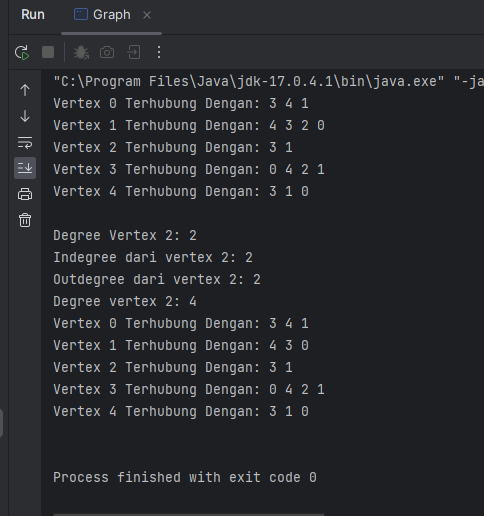 Run Graph
"C:\Program Files\Java\jdk-17.0.4.1\bin\java.exe" "-ja
Vertex 0 Terhubung Dengan: 3 4 1
Vertex 1 Terhubung Dengan: 4 3 2 0
Vertex 2 Terhubung Dengan: 3 1
Vertex 3 Terhubung Dengan: 0 4 2 1
Vertex 4 Terhubung Dengan: 3 1 0
Degree Vertex 2: 2
Indegree dari vertex 2: 2
Outdegree dari vertex 2: 2
Degree vertex 2: 4
Vertex 0 Terhubung Dengan: 3 4 1
Vertex 1 Terhubung Dengan: 4 3 0
Vertex 2 Terhubung Dengan: 3 1
Vertex 3 Terhubung Dengan: 0 4 2 1
Vertex 4 Terhubung Dengan: 3 1 0
Process finished with exit code 0